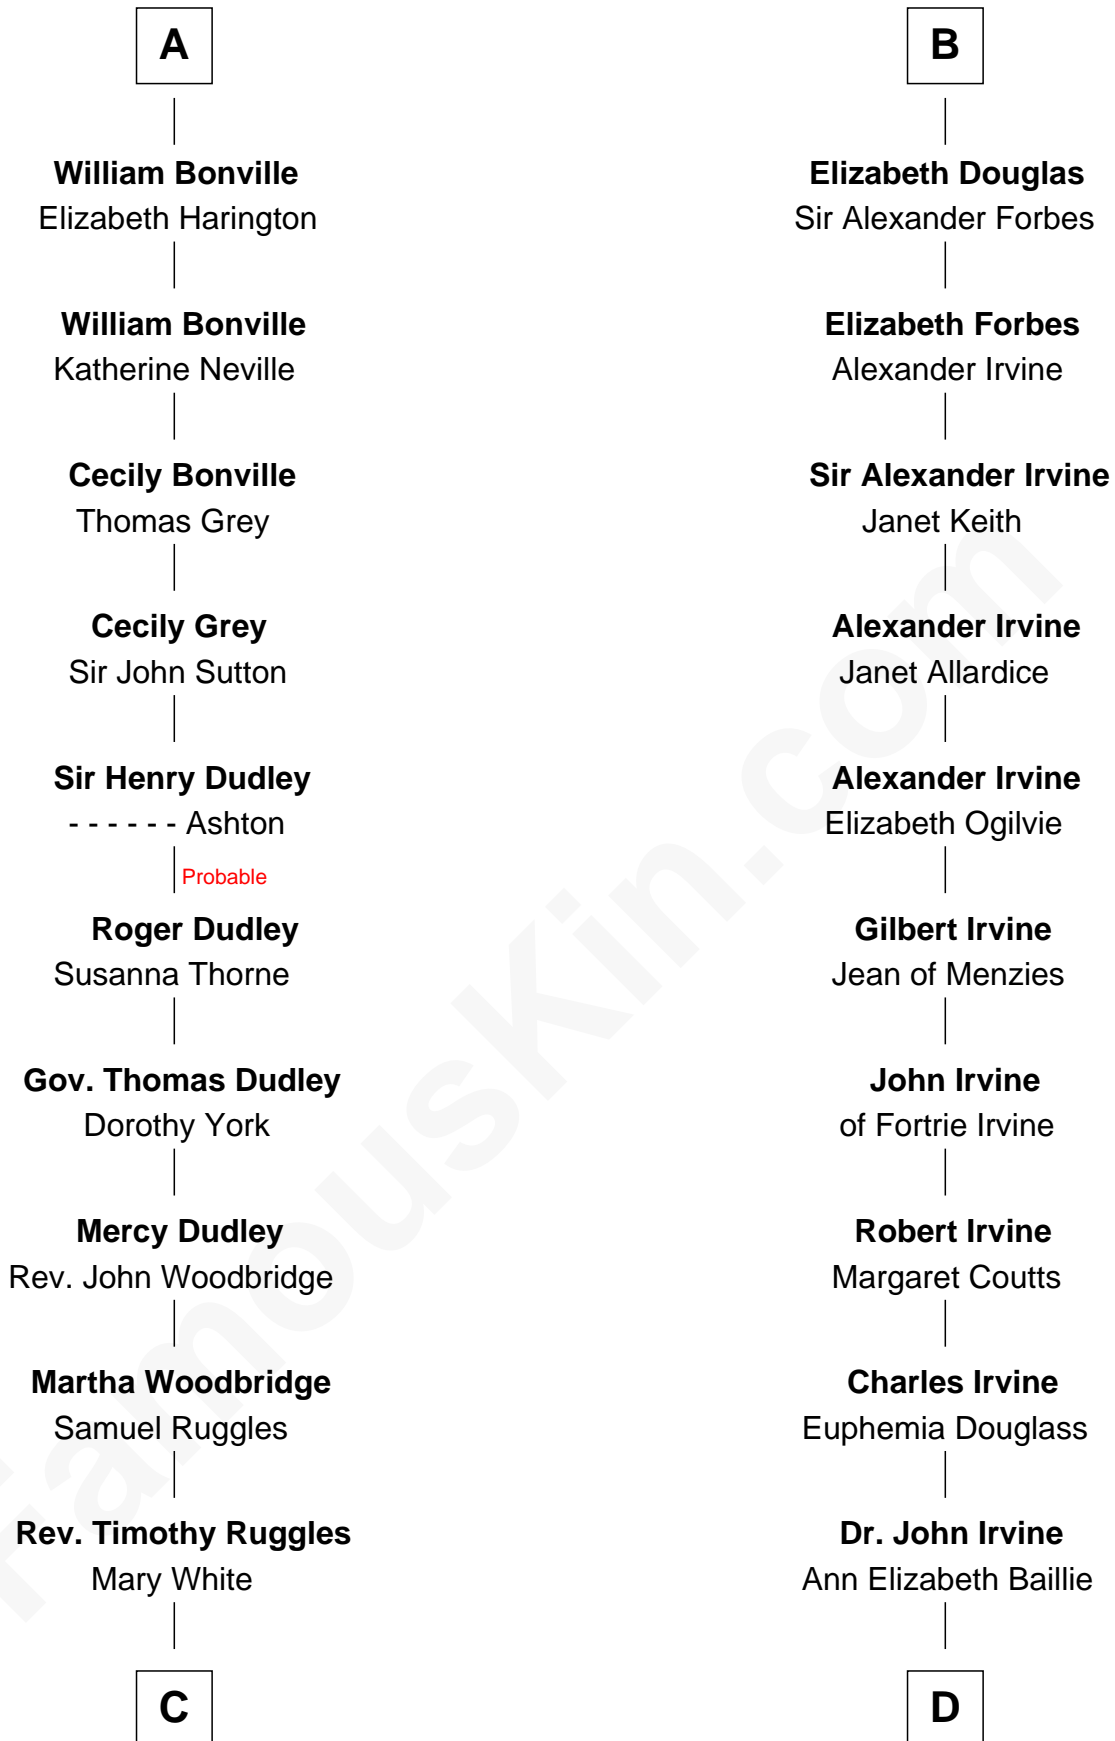 A
William Bonville
Elizabeth Harington
William Bonville
Katherine Neville
Cecily Bonville
Thomas Grey
Cecily Grey
Sir John Sutton
Sir Henry Dudley
- - - - - - Ashton
Probable
Roger Dudley
Susanna Thorne
Gov. Thomas Dudley
Dorothy York
Mercy Dudley
Rev. John Woodbridge
Martha Woodbridge
Samuel Ruggles
Rev. Timothy Ruggles
Mary White
C
B
Elizabeth Douglas
Sir Alexander Forbes
Elizabeth Forbes
Alexander Irvine
Sir Alexander Irvine
Janet Keith
Alexander Irvine
Janet Allardice
Alexander Irvine
Elizabeth Ogilvie
Gilbert Irvine
Jean of Menzies
John Irvine
of Fortrie Irvine
Robert Irvine
Margaret Coutts
Charles Irvine
Euphemia Douglass
Dr. John Irvine
Ann Elizabeth Baillie
D
FamousKin.com